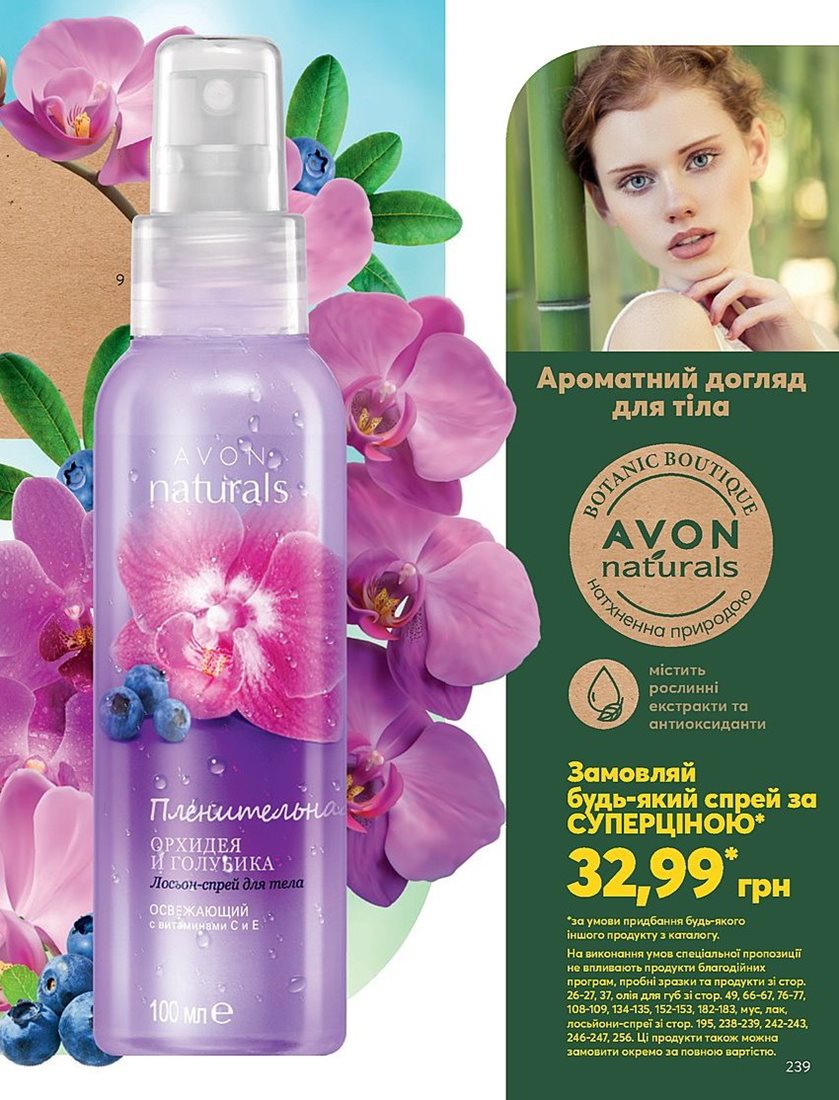 9
AVON
naturals
Пленительная
ОРХИДЕЯ
И ГОЛУБИКА
Лосьон-спрей для тела
ОСВЕЖАЮЩИЙ
с витаминами С и Е
100 мл e
Ароматний догляд
для тіла
BOTANIC BOUTIQUE
AVON
naturals
натхненна природою
містить
рослинні
екстракти та
антиоксиданти
Замовляй
будь-який спрей за
СУПЕРЦІНОЮ*
32,99* грн
*за умови придбання будь-якого
іншого продукту з каталогу.
На виконання умов спеціальної пропозиції
не впливають продукти благодійних
програм, пробні зразки та продукти зі стор.
26-27, 37, олія для губ зі стор. 49, 66-67, 76-77,
108-109, 134-135, 152-153, 182-183, мус, лак,
лосьйони-спреї зі стор. 195, 238-239, 242-243,
246-247, 256. Ці продукти також можна
замовити окремо за повною вартістю.
239